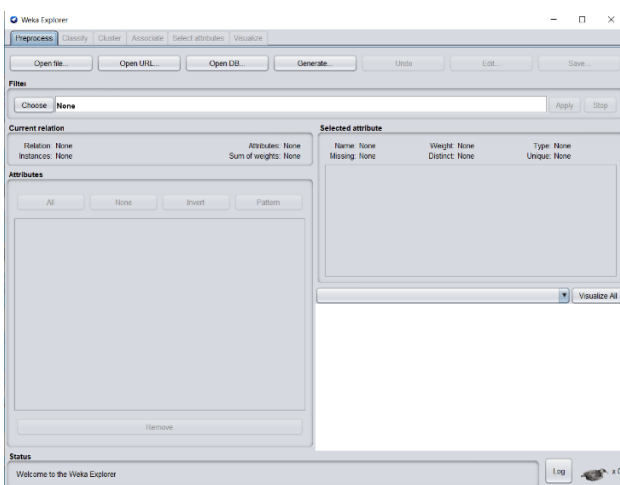 Weka Explorer
Preprocess Classify Cluster Associate Select attributes Visualize
Open file... Open URL... Open DB... Generate... Undo Edit... Save...
Filter
Choose None Apply Stop
Current relation
Relation: None Attributes: None
Instances: None Sum of weights: None
Selected attribute
Name: None Weight: None Type: None
Missing: None Distinct: None Unique: None
Attributes
All None Invert Pattern
Visualize All
Remove
Status
Welcome to the Weka Explorer
Log x 0